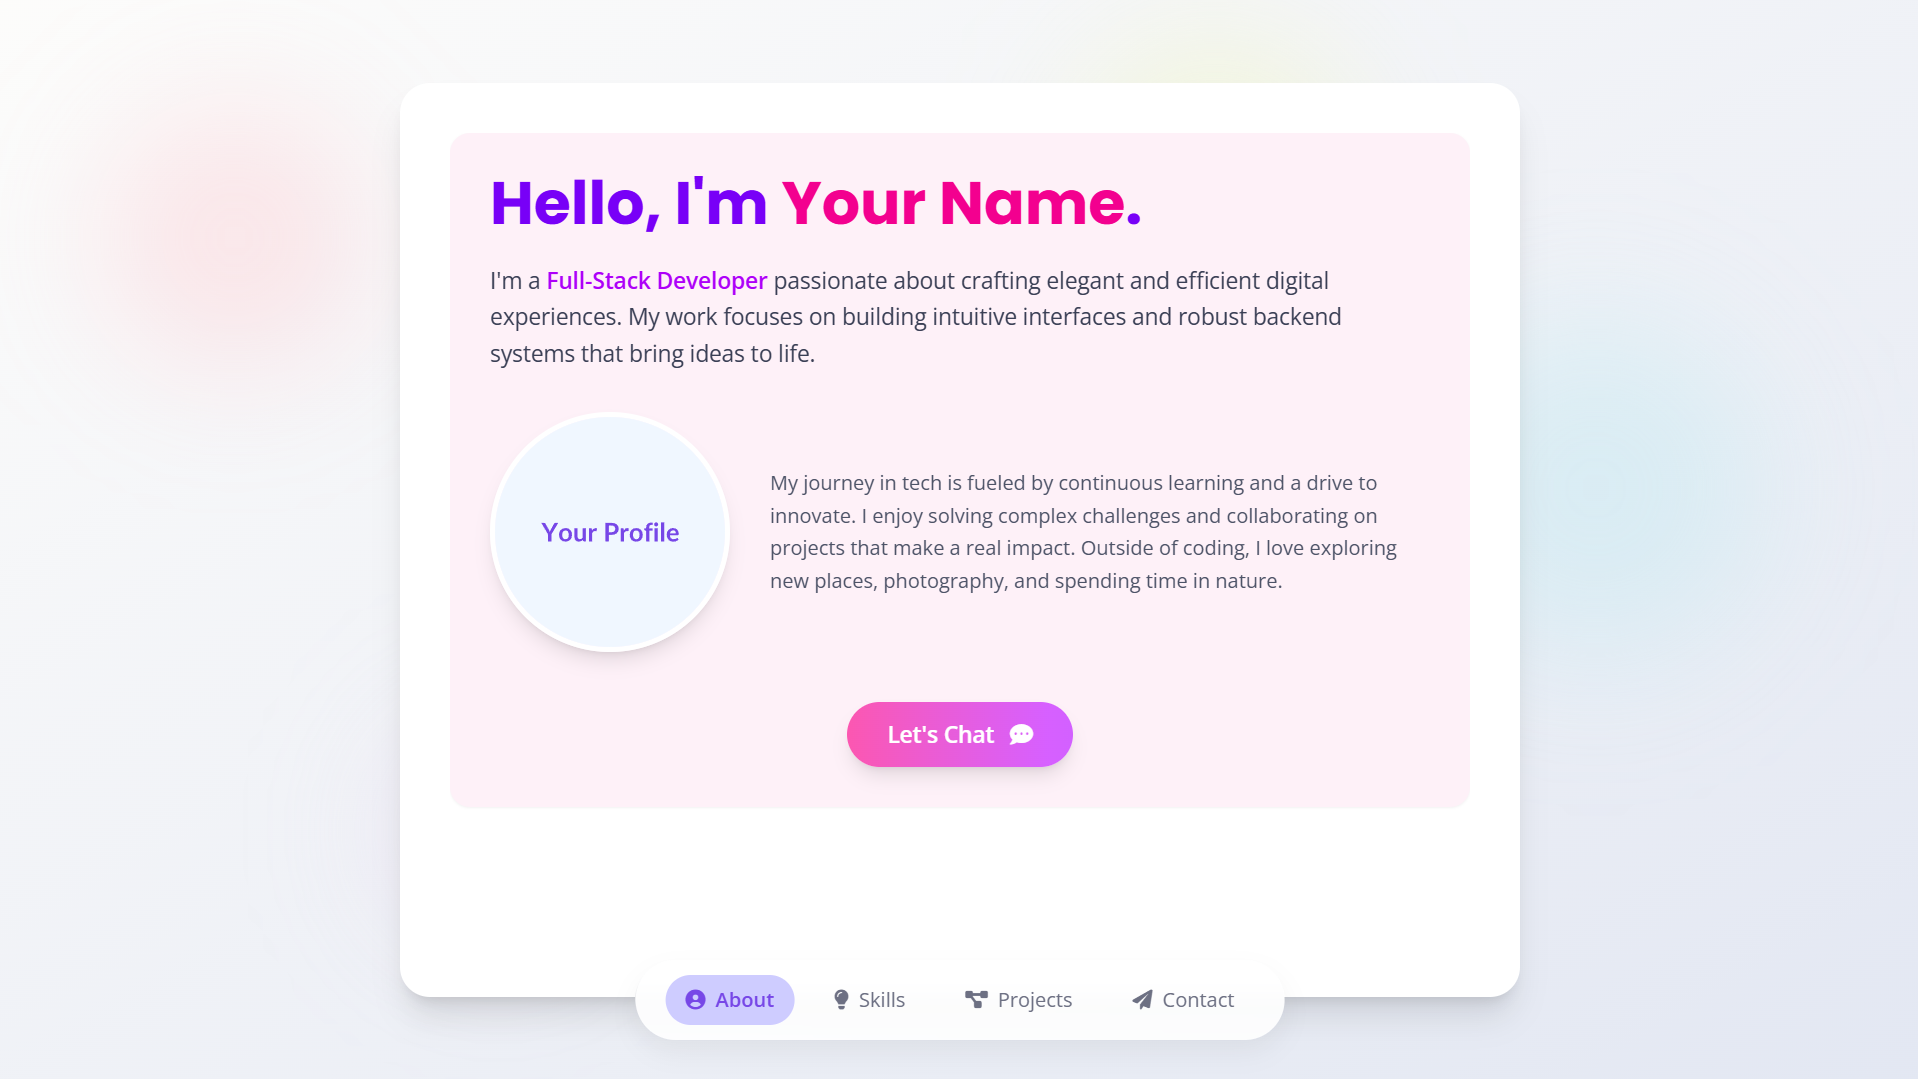 Hello, I'm Your Name.
I'm a Full-Stack Developer passionate about crafting elegant and efficient digital
experiences. My work focuses on building intuitive interfaces and robust backend
systems that bring ideas to life.
Your Profile
My journey in tech is fueled by continuous learning and a drive to
innovate. I enjoy solving complex challenges and collaborating on
projects that make a real impact. Outside of coding, I love exploring
new places, photography, and spending time in nature.
Let's Chat
About Skills Projects Contact